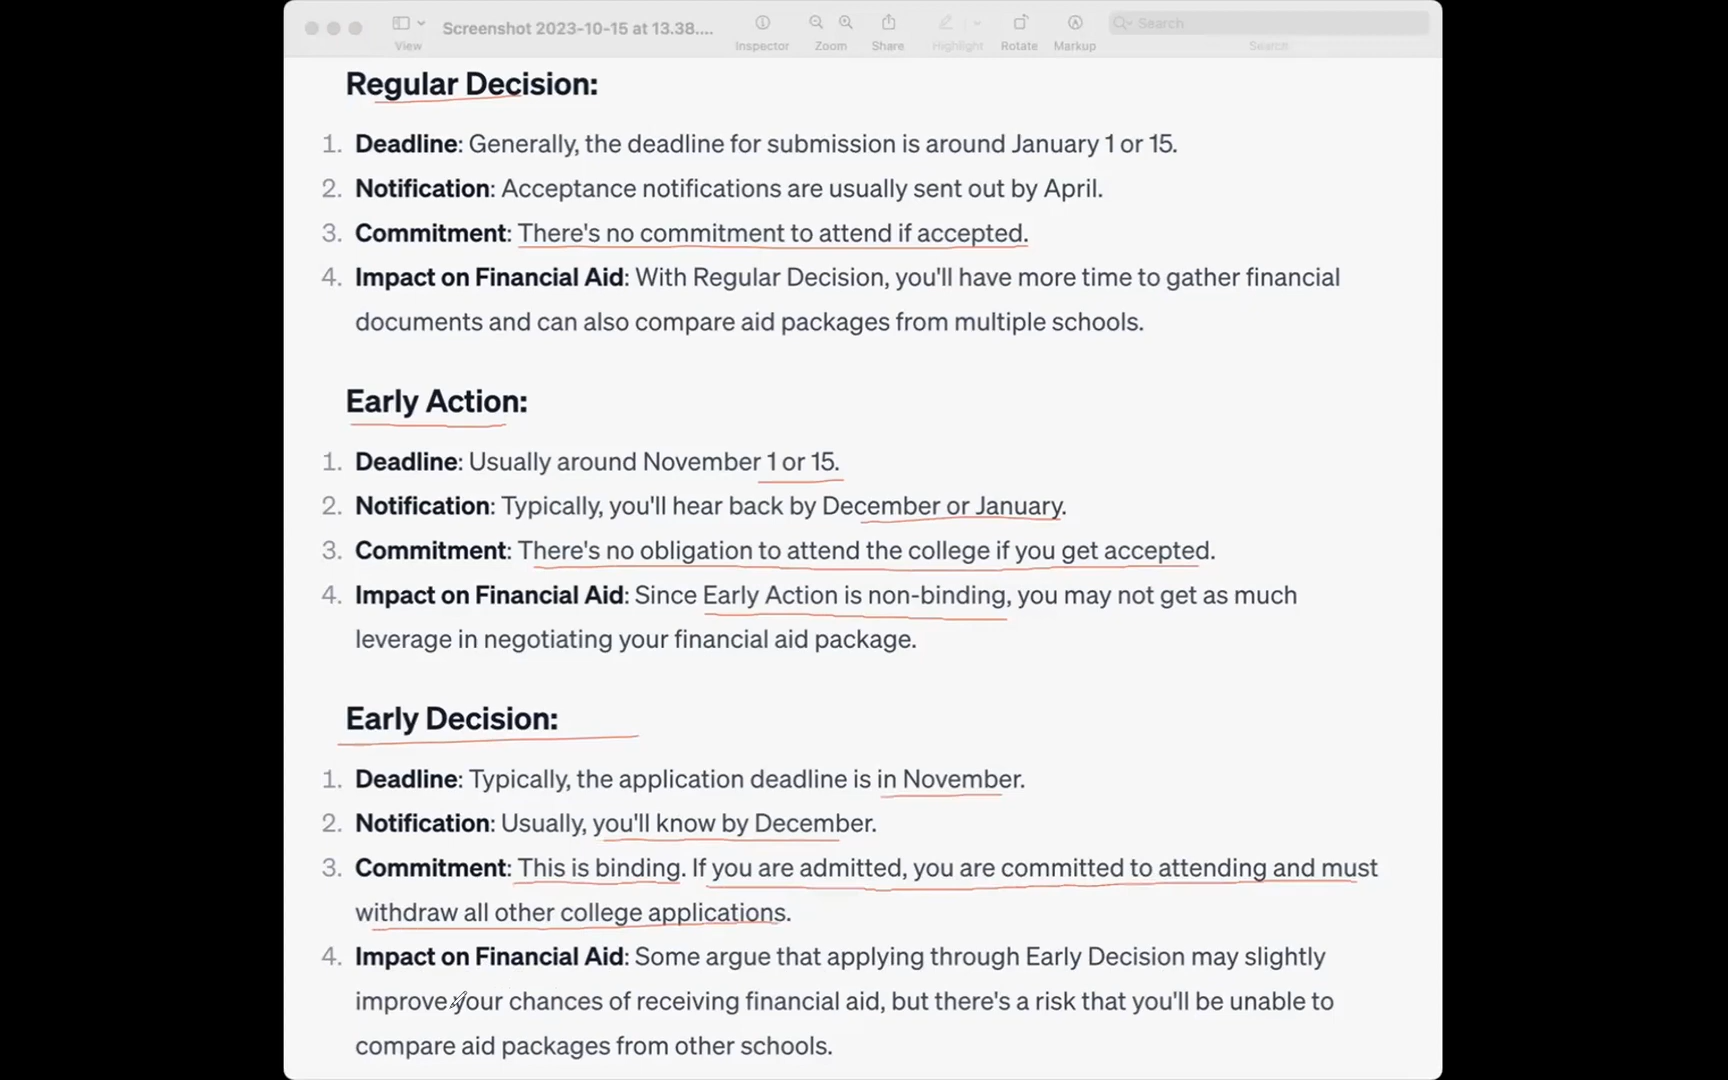 Screenshot 2023-10-15 at 13.38....
View
Inspector
Zoom
Share
Highlight
Rotate
Markup
Search
Search
Regular Decision:
1. Deadline: Generally, the deadline for submission is around January 1 or 15.
2. Notification: Acceptance notifications are usually sent out by April.
3. Commitment: There's no commitment to attend if accepted.
4. Impact on Financial Aid: With Regular Decision, you'll have more time to gather financial
documents and can also compare aid packages from multiple schools.
Early Action:
1. Deadline: Usually around November 1 or 15.
2. Notification: Typically, you'll hear back by December or January.
3. Commitment: There's no obligation to attend the college if you get accepted.
4. Impact on Financial Aid: Since Early Action is non-binding, you may not get as much
leverage in negotiating your financial aid package.
Early Decision:
1. Deadline: Typically, the application deadline is in November.
2. Notification: Usually, you'll know by December.
3. Commitment: This is binding. If you are admitted, you are committed to attending and must
withdraw all other college applications.
4. Impact on Financial Aid: Some argue that applying through Early Decision may slightly
improve your chances of receiving financial aid, but there's a risk that you'll be unable to
compare aid packages from other schools.